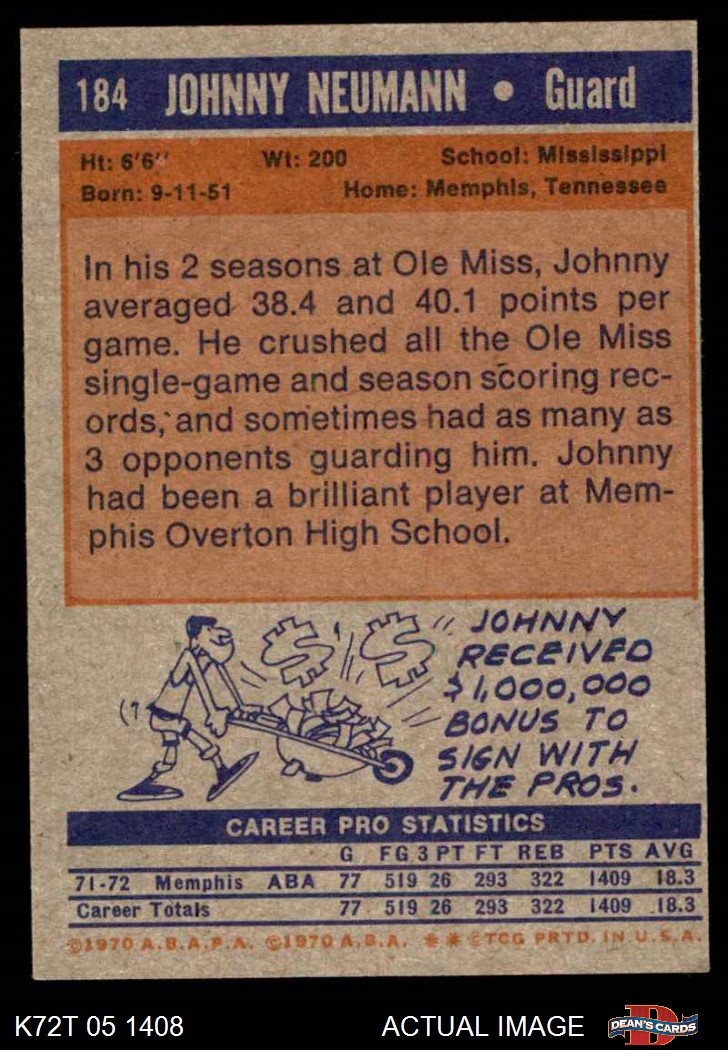 184 JOHNNY NEUMANN • Guard
Ht: 6'6" Wt: 200 School: Mississippi
Born: 9-11-51 Home: Memphis, Tennessee
In his 2 seasons at Ole Miss, Johnny
averaged 38.4 and 40.1 points per
game. He crushed all the Ole Miss
single-game and season scoring rec-
ords, and sometimes had as many as
3 opponents guarding him. Johnny
had been a brilliant player at Mem-
phis Overton High School.
JOHNNY
RECEIVED
$1,000,000
BONUS TO
SIGN WITH
THE PROS.
$ $
CAREER PRO STATISTICS
G FG 3 PT FT REB PTS AVG
71-72 Memphis ABA 77 519 26 293 322 1409 18.3
Career Totals 77 519 26 293 322 1409 18.3
©1970 A.B.A.P.A. ©1970 A.B.A. * * ©TCG PRTD. IN U.S.A.
K72T 05 1408 ACTUAL IMAGE D DEAN'S CARDS